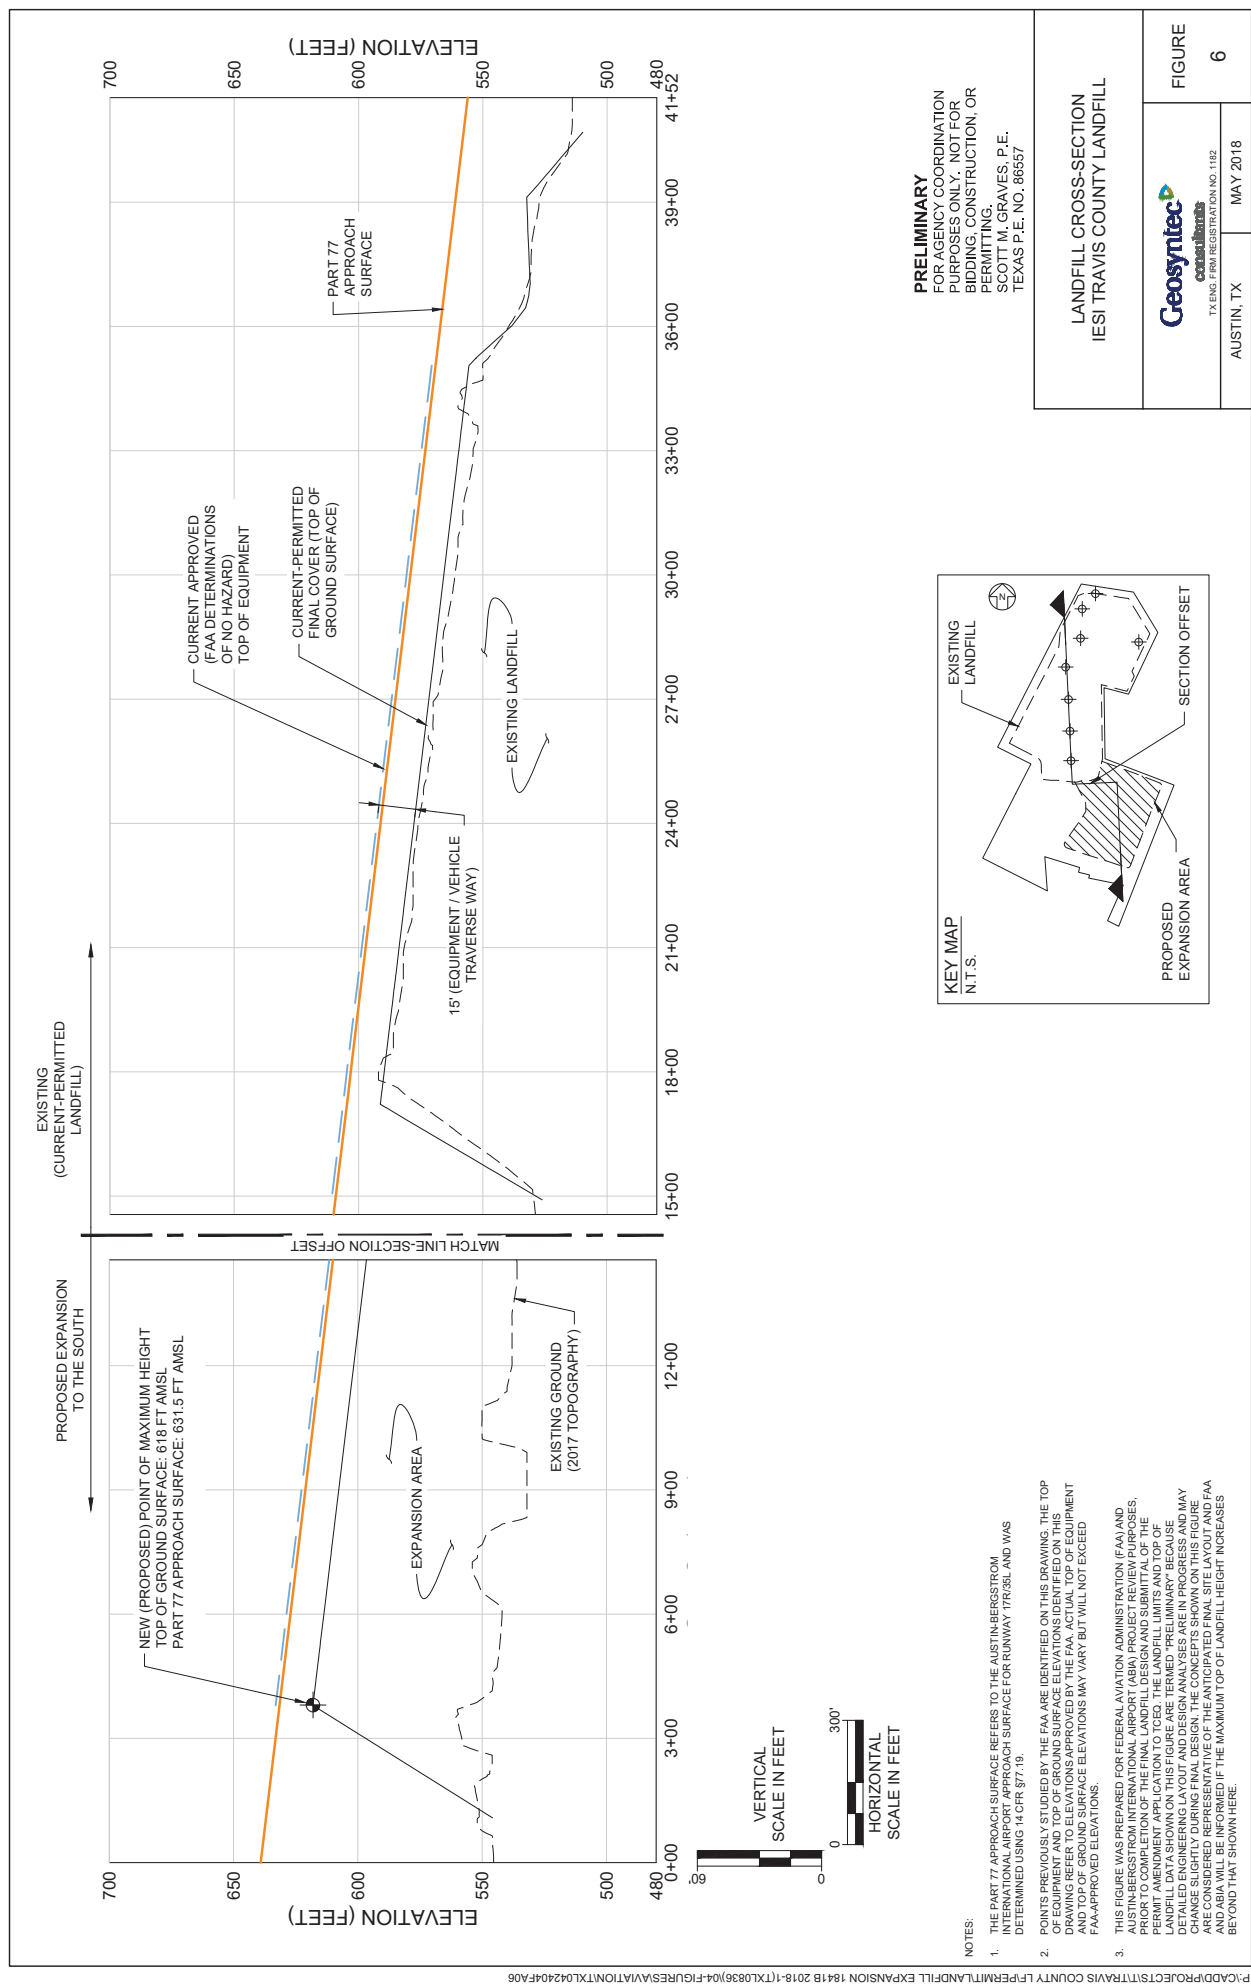 PROPOSED EXPANSION
TO THE SOUTH
EXISTING
(CURRENT-PERMITTED
LANDFILL)
ELEVATION (FEET)
700
650
600
550
500
480
NEW (PROPOSED) POINT OF MAXIMUM HEIGHT
TOP OF GROUND SURFACE: 618 FT AMSL
PART 77 APPROACH SURFACE: 631.5 FT AMSL
EXPANSION AREA
EXISTING GROUND
(2017 TOPOGRAPHY)
0+00
3+00
6+00
9+00
12+00
MATCH LINE-SECTION OFFSET
CURRENT APPROVED
(FAA DETERMINATIONS
OF NO HAZARD)
TOP OF EQUIPMENT
CURRENT-PERMITTED
FINAL COVER (TOP OF
GROUND SURFACE)
PART 77
APPROACH
SURFACE
15' (EQUIPMENT / VEHICLE
TRAVERSE WAY)
EXISTING LANDFILL
15+00
18+00
21+00
24+00
27+00
30+00
33+00
36+00
39+00
41+52
700
650
600
550
500
480
ELEVATION (FEET)
60'
0
VERTICAL
SCALE IN FEET
0
300'
HORIZONTAL
SCALE IN FEET
NOTES:
1. THE PART 77 APPROACH SURFACE REFERS TO THE AUSTIN-BERGSTROM
INTERNATIONAL AIRPORT APPROACH SURFACE FOR RUNWAY 17R/35L AND WAS
DETERMINED USING 14 CFR §77.19.
2. POINTS PREVIOUSLY STUDIED BY THE FAA ARE IDENTIFIED ON THIS DRAWING. THE TOP
OF EQUIPMENT AND TOP OF GROUND SURFACE ELEVATIONS IDENTIFIED ON THIS
DRAWING REFER TO ELEVATIONS APPROVED BY THE FAA. ACTUAL TOP OF EQUIPMENT
AND TOP OF GROUND SURFACE ELEVATIONS MAY VARY BUT WILL NOT EXCEED
FAA-APPROVED ELEVATIONS.
3. THIS FIGURE WAS PREPARED FOR FEDERAL AVIATION ADMINISTRATION (FAA) AND
AUSTIN-BERGSTROM INTERNATIONAL AIRPORT (ABIA) PROJECT REVIEW PURPOSES,
PRIOR TO COMPLETION OF THE FINAL LANDFILL DESIGN AND SUBMITTAL OF THE
PERMIT AMENDMENT APPLICATION TO TCEQ. THE LANDFILL LIMITS AND TOP OF
LANDFILL DATA SHOWN ON THIS FIGURE ARE TERMED "PRELIMINARY" BECAUSE
DETAILED ENGINEERING LAYOUT AND DESIGN ANALYSES ARE IN PROGRESS AND MAY
CHANGE SLIGHTLY DURING FINAL DESIGN. THE CONCEPTS SHOWN ON THIS FIGURE
ARE CONSIDERED REPRESENTATIVE OF THE ANTICIPATED FINAL SITE LAYOUT AND FAA
AND ABIA WILL BE INFORMED IF THE MAXIMUM TOP OF LANDFILL HEIGHT INCREASES
BEYOND THAT SHOWN HERE.
KEY MAP
N.T.S.
N
EXISTING
LANDFILL
SECTION OFFSET
PROPOSED
EXPANSION AREA
PRELIMINARY
FOR AGENCY COORDINATION
PURPOSES ONLY. NOT FOR
BIDDING, CONSTRUCTION, OR
PERMITTING.
SCOTT M. GRAVES, P.E.
TEXAS P.E. NO. 86557
LANDFILL CROSS-SECTION
IESI TRAVIS COUNTY LANDFILL
Geosyntec
consultants
TX ENG. FIRM REGISTRATION NO. 1182
AUSTIN, TX
MAY 2018
FIGURE
6